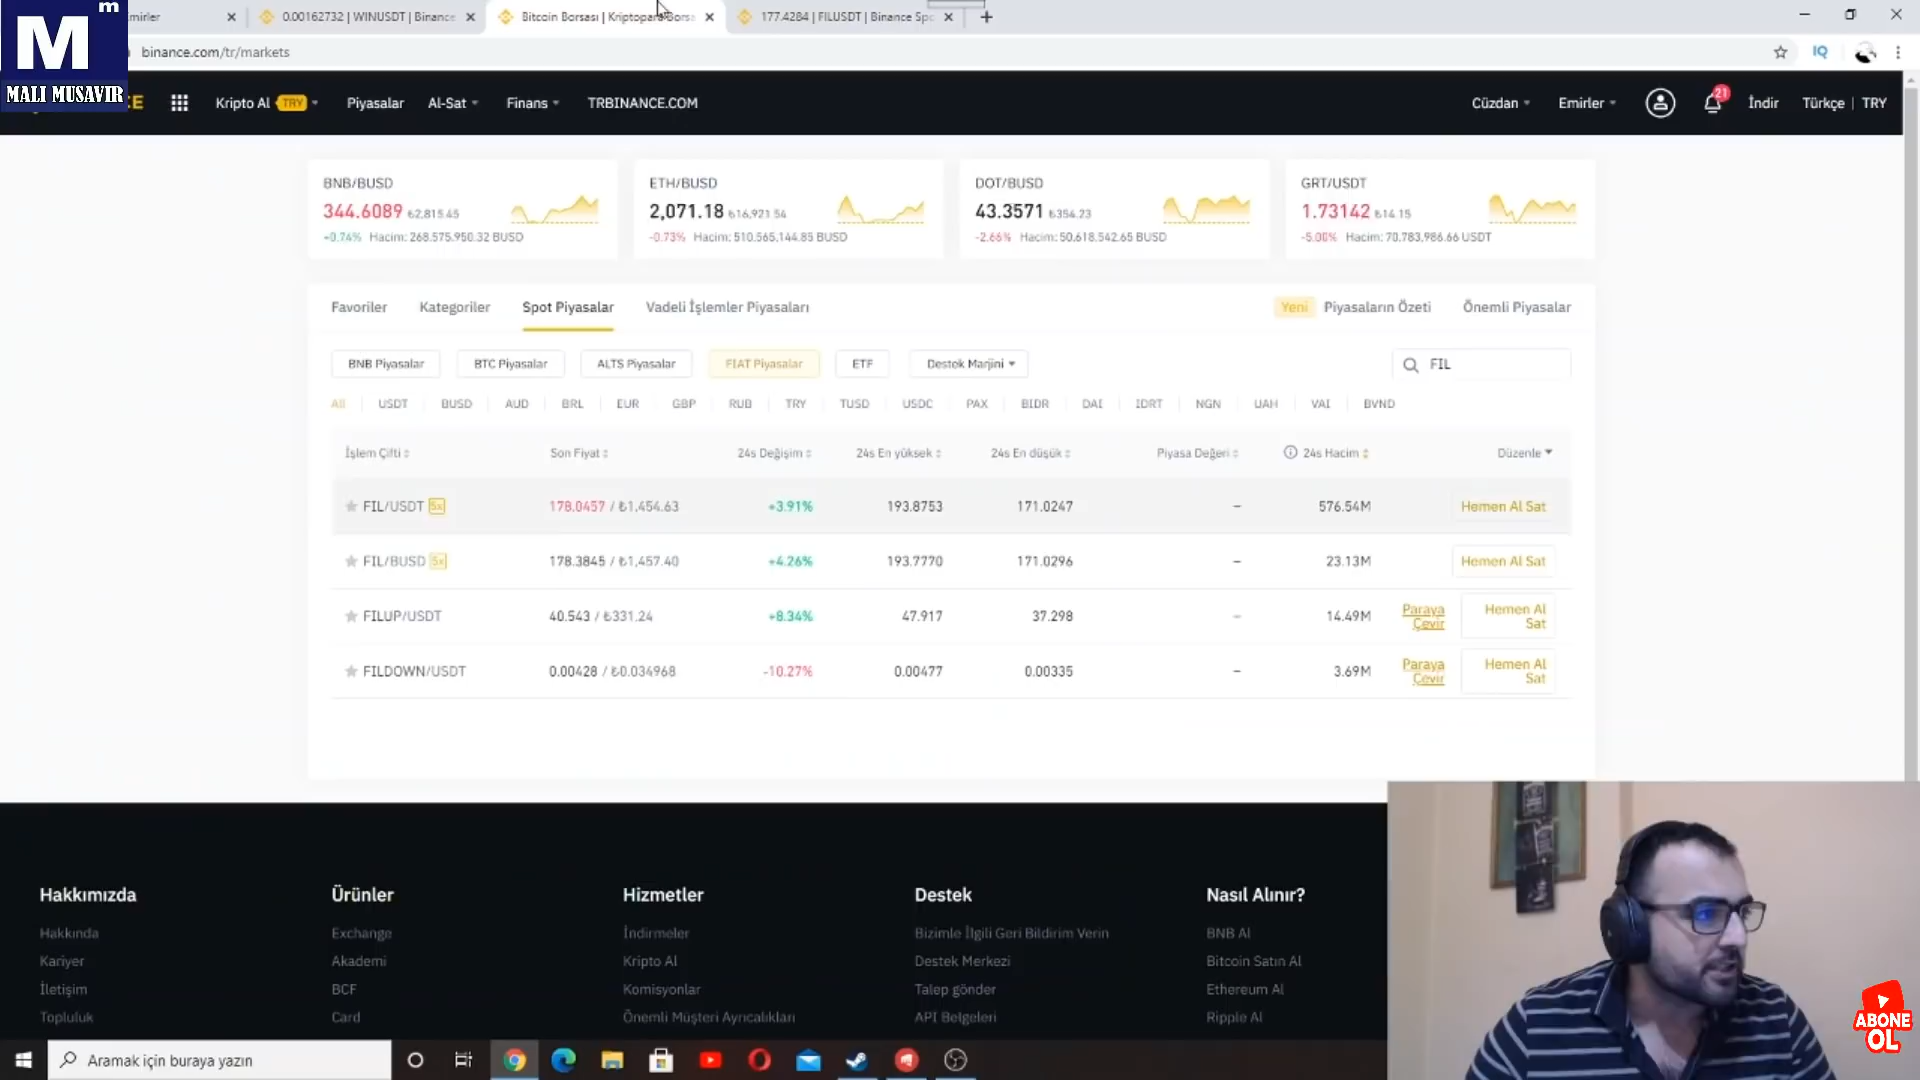 mirler
0.00162732 | WINUSDT | Binance
Bitcoin Borsası | Kriptopara Borsa
177.4284 | FILUSDT | Binance Spo
m
M
MALI MUSAVIR
binance.com/tr/markets
IQ
CE
Kripto Al TRY
Piyasalar
Al-Sat
Finans
TRBINANCE.COM
Cüzdan
Emirler
21
İndir
Türkçe | TRY
BNB/BUSD
344.6089 ₺2,815.45
+0.74% Hacim: 268,575,950.32 BUSD
ETH/BUSD
2,071.18 ₺16,921.54
-0.73% Hacim: 510,565,144.85 BUSD
DOT/BUSD
43.3571 ₺354.23
-2.66% Hacim: 50,618,542.65 BUSD
GRT/USDT
1.73142 ₺14.15
-5.00% Hacim: 70,783,986.66 USDT
Favoriler Kategoriler Spot Piyasalar Vadeli İşlemler Piyasaları
Yeni Piyasaların Özeti Önemli Piyasalar
BNB Piyasalar BTC Piyasalar ALTS Piyasalar FIAT Piyasalar ETF Destek Marjini
FIL
All USDT BUSD AUD BRL EUR GBP RUB TRY TUSD USDC PAX BIDR DAI IDRT NGN UAH VAI BVND
İşlem Çifti Son Fiyat 24s Değişim 24s En yüksek 24s En düşük Piyasa Değeri 24s Hacim Düzenle
FIL/USDT 5x 178.0457 / ₺1,454.63 +3.91% 193.8753 171.0247 – 576.54M Hemen Al Sat
FIL/BUSD 5x 178.3845 / ₺1,457.40 +4.26% 193.7770 171.0296 – 23.13M Hemen Al Sat
FILUP/USDT 40.543 / ₺331.24 +8.34% 47.917 37.298 – 14.49M Paraya Çevir Hemen Al Sat
FILDOWN/USDT 0.00428 / ₺0.034968 -10.27% 0.00477 0.00335 – 3.69M Paraya Çevir Hemen Al Sat
Hakkımızda Ürünler Hizmetler Destek Nasıl Alınır?
Hakkında Exchange İndirmeler Bizimle İlgili Geri Bildirim Verin BNB Al
Kariyer Akademi Kripto Al Destek Merkezi Bitcoin Satın Al
İletişim BCF Komisyonlar Talep gönder Ethereum Al
Topluluk Card Önemli Müşteri Ayrıcalıkları API Belgeleri Ripple Al
ABONE
OL
Aramak için buraya yazın